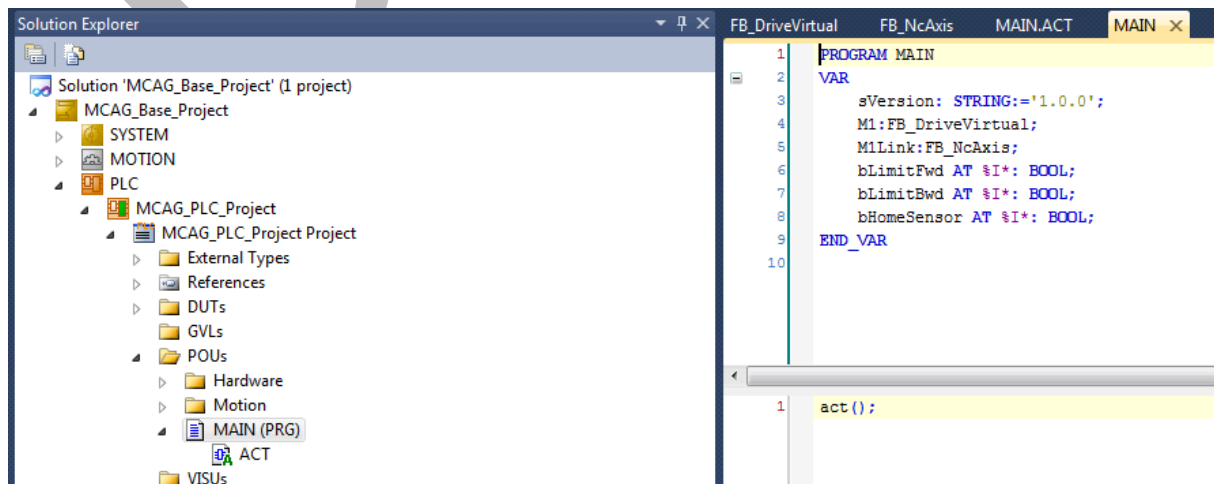 Solution Explorer
Solution 'MCAG_Base_Project' (1 project)
MCAG_Base_Project
SYSTEM
MOTION
PLC
MCAG_PLC_Project
MCAG_PLC_Project Project
External Types
References
DUTs
GVLs
POUs
Hardware
Motion
MAIN (PRG)
ACT
VISUs
FB_DriveVirtual FB_NcAxis MAIN.ACT MAIN
1 PROGRAM MAIN
2 VAR
3 sVersion: STRING:='1.0.0';
4 M1:FB_DriveVirtual;
5 M1Link:FB_NcAxis;
6 bLimitFwd AT %I*: BOOL;
7 bLimitBwd AT %I*: BOOL;
8 bHomeSensor AT %I*: BOOL;
9 END_VAR
10
1 act();